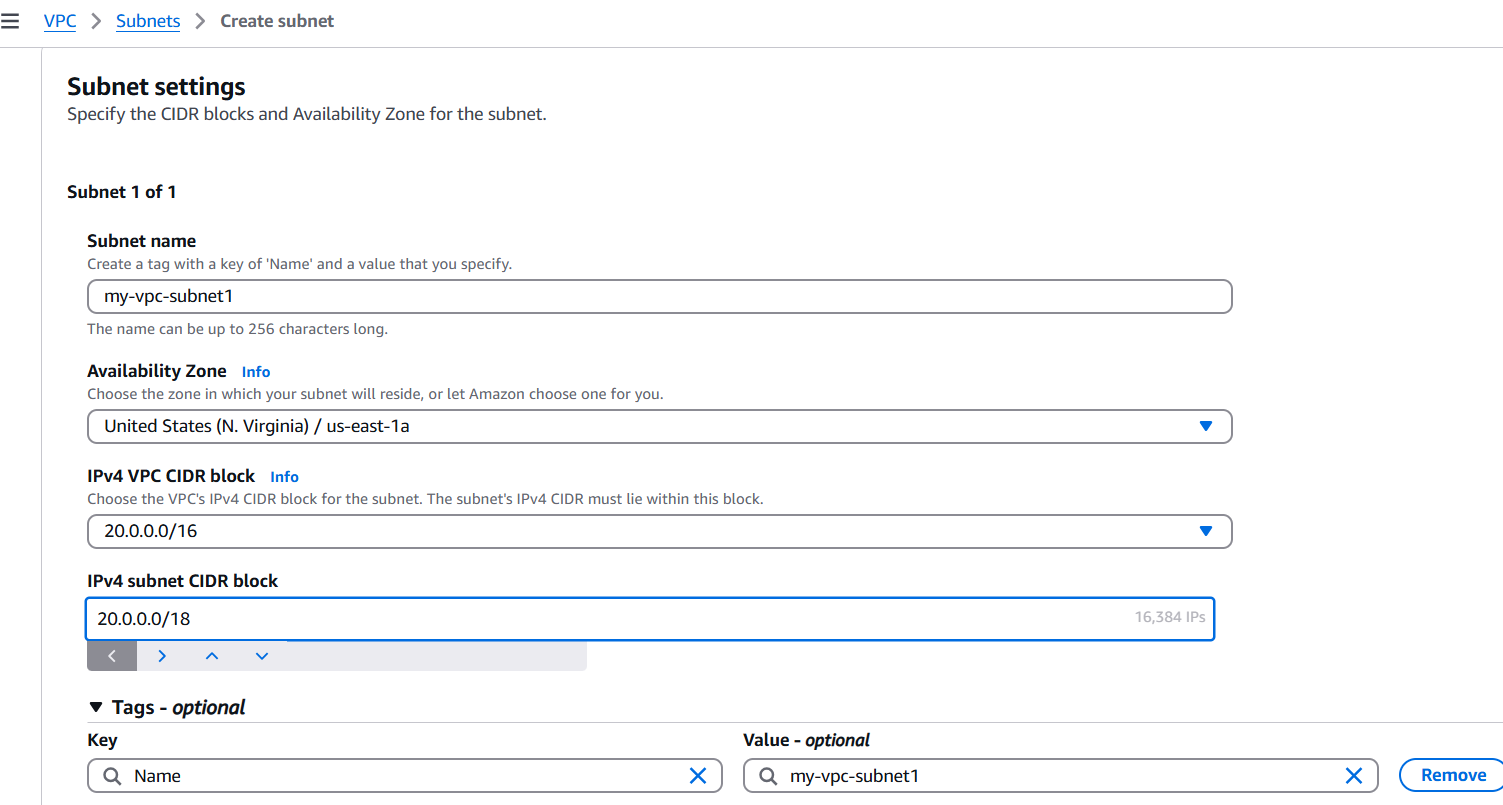 VPC > Subnets > Create subnet
Subnet settings
Specify the CIDR blocks and Availability Zone for the subnet.
Subnet 1 of 1
Subnet name
Create a tag with a key of 'Name' and a value that you specify.
my-vpc-subnet1
The name can be up to 256 characters long.
Availability Zone Info
Choose the zone in which your subnet will reside, or let Amazon choose one for you.
United States (N. Virginia) / us-east-1a
IPv4 VPC CIDR block Info
Choose the VPC's IPv4 CIDR block for the subnet. The subnet's IPv4 CIDR must lie within this block.
20.0.0.0/16
IPv4 subnet CIDR block
20.0.0.0/18 16,384 IPs
Tags - optional
Key Value - optional
Name my-vpc-subnet1 Remove